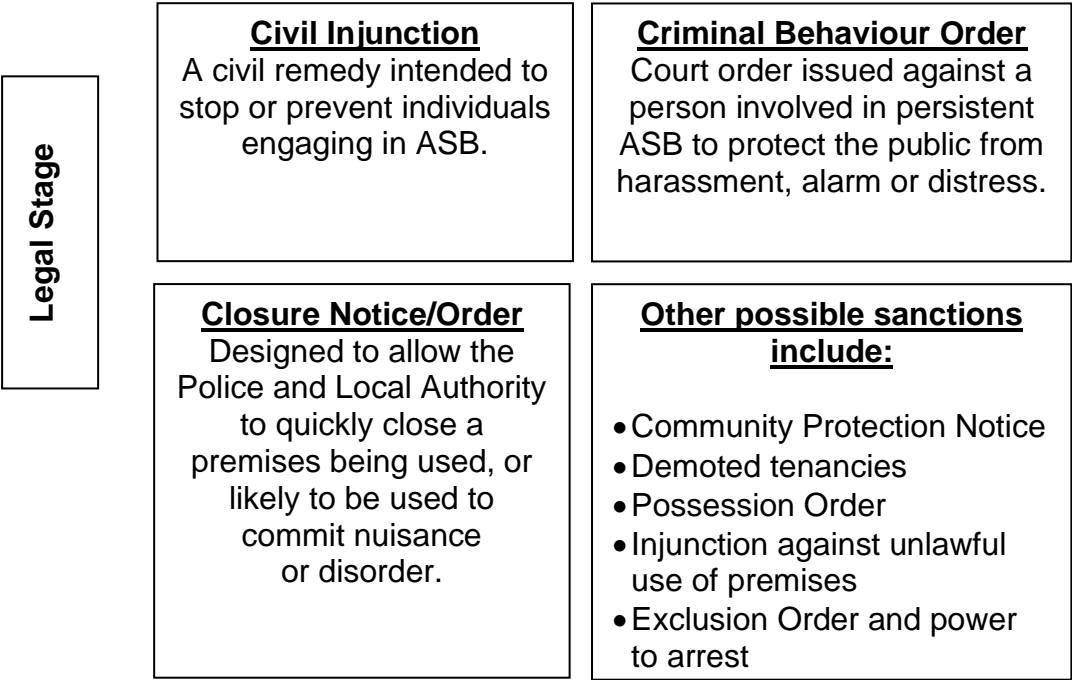 Legal Stage
Civil Injunction
A civil remedy intended to
stop or prevent individuals
engaging in ASB.
Criminal Behaviour Order
Court order issued against a
person involved in persistent
ASB to protect the public from
harassment, alarm or distress.
Closure Notice/Order
Designed to allow the
Police and Local Authority
to quickly close a
premises being used, or
likely to be used to
commit nuisance
or disorder.
Other possible sanctions
include:
•Community Protection Notice
•Demoted tenancies
•Possession Order
•Injunction against unlawful
use of premises
•Exclusion Order and power
to arrest